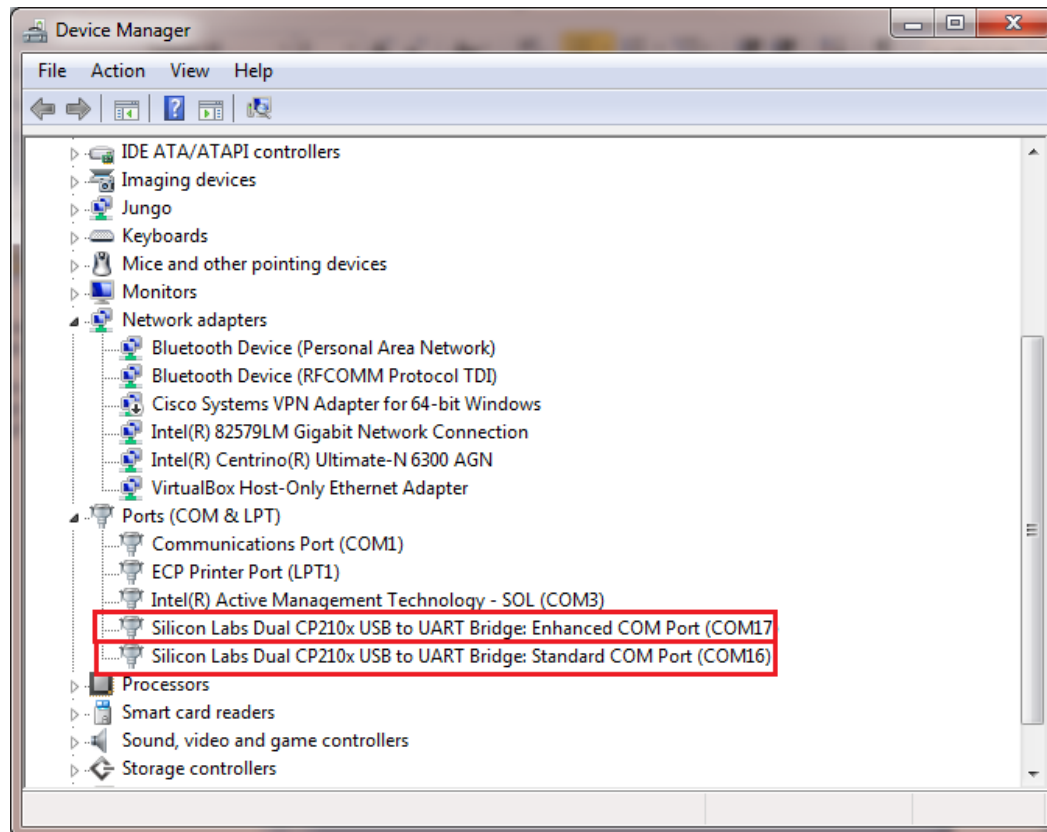 Device Manager
File Action View Help
IDE ATA/ATAPI controllers
Imaging devices
Jungo
Keyboards
Mice and other pointing devices
Monitors
Network adapters
Bluetooth Device (Personal Area Network)
Bluetooth Device (RFCOMM Protocol TDI)
Cisco Systems VPN Adapter for 64-bit Windows
Intel(R) 82579LM Gigabit Network Connection
Intel(R) Centrino(R) Ultimate-N 6300 AGN
VirtualBox Host-Only Ethernet Adapter
Ports (COM & LPT)
Communications Port (COM1)
ECP Printer Port (LPT1)
Intel(R) Active Management Technology - SOL (COM3)
Silicon Labs Dual CP210x USB to UART Bridge: Enhanced COM Port (COM17
Silicon Labs Dual CP210x USB to UART Bridge: Standard COM Port (COM16)
Processors
Smart card readers
Sound, video and game controllers
Storage controllers